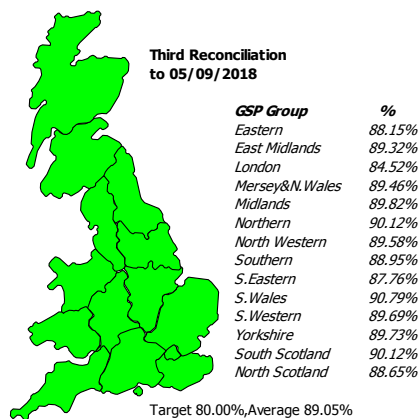 Third Reconciliation
to 05/09/2018
GSP Group %
Eastern 88.15%
East Midlands 89.32%
London 84.52%
Mersey&N.Wales 89.46%
Midlands 89.82%
Northern 90.12%
North Western 89.58%
Southern 88.95%
S.Eastern 87.76%
S.Wales 90.79%
S.Western 89.69%
Yorkshire 89.73%
South Scotland 90.12%
North Scotland 88.65%
Target 80.00%,Average 89.05%